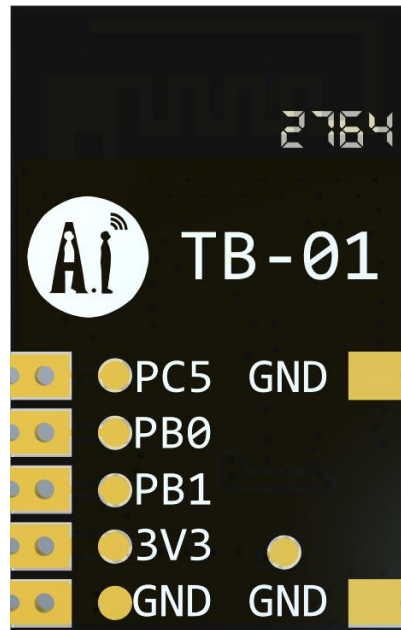 2764
A.i TB-01
PC5 GND
PB0
PB1
3V3
GND GND